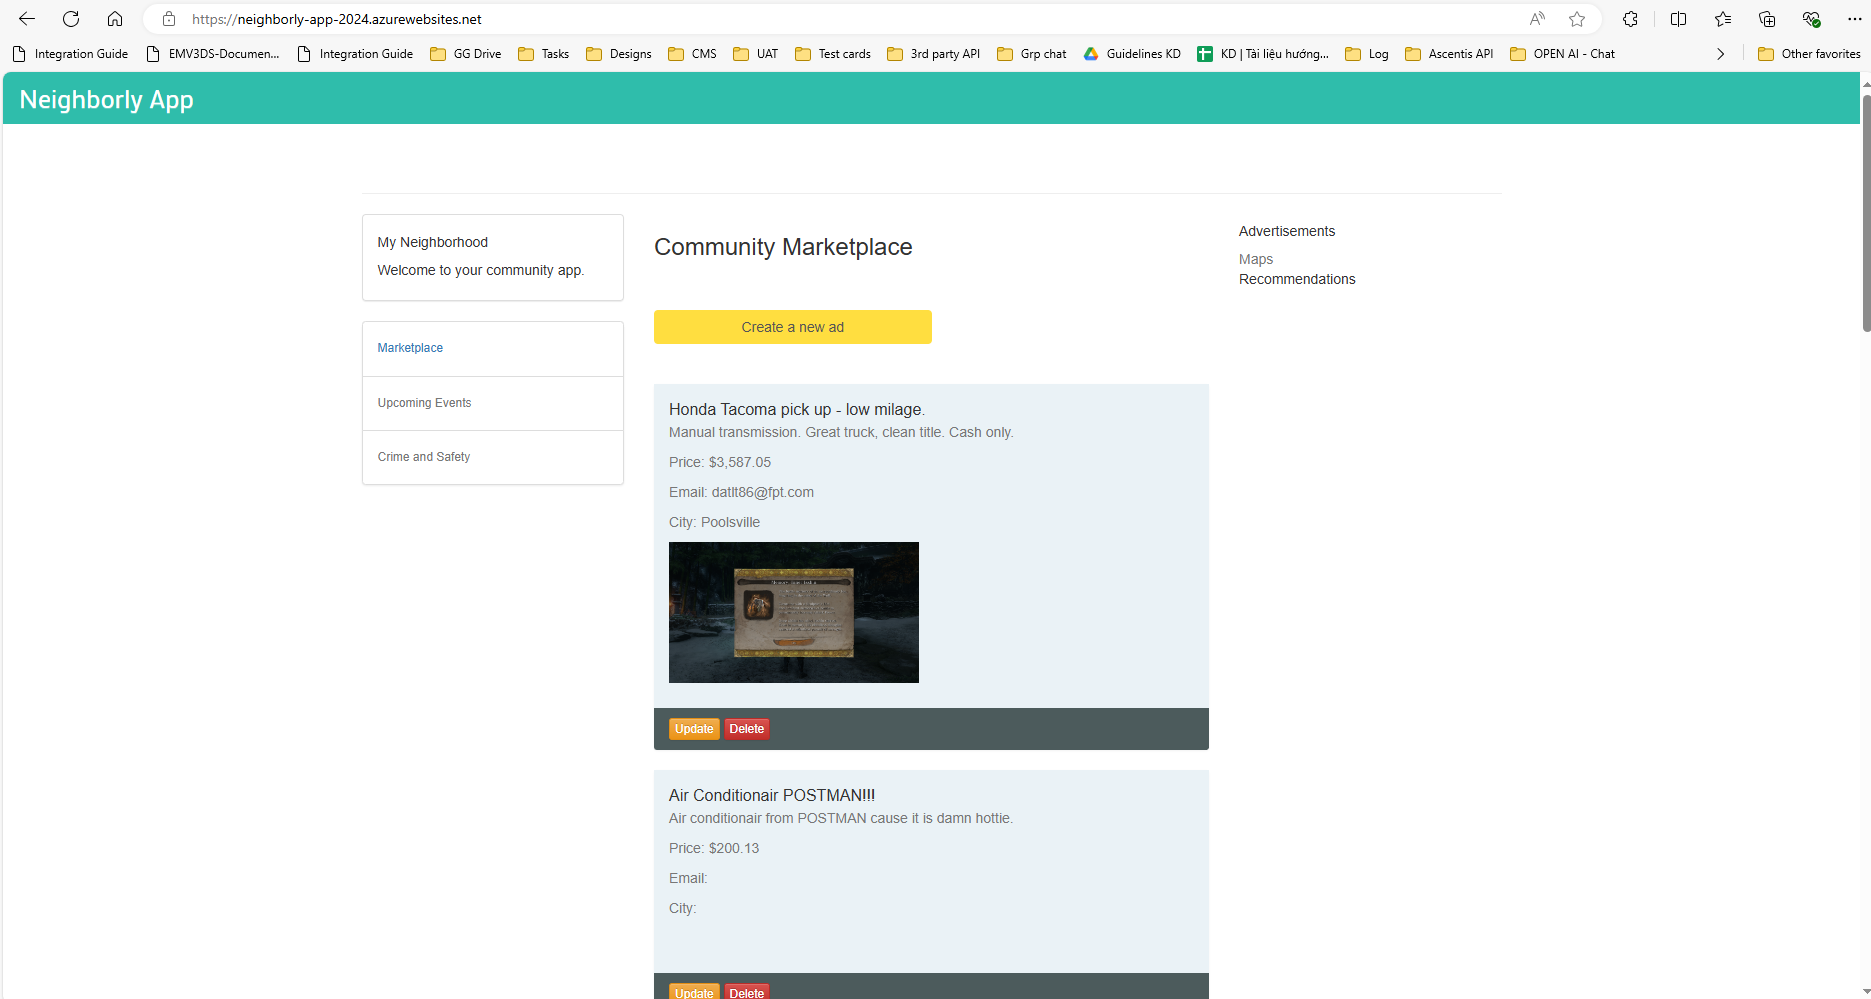 https://neighborly-app-2024.azurewebsites.net
Integration Guide
EMV3DS-Documen...
Integration Guide
GG Drive
Tasks
Designs
CMS
UAT
Test cards
3rd party API
Grp chat
Guidelines KD
KD | Tài liệu hướng...
Log
Ascentis API
OPEN AI - Chat
Other favorites
Neighborly App
My Neighborhood
Welcome to your community app.
Marketplace
Upcoming Events
Crime and Safety
Community Marketplace
Create a new ad
Honda Tacoma pick up - low milage.
Manual transmission. Great truck, clean title. Cash only.
Price: $3,587.05
Email: datlt86@fpt.com
City: Poolsville
Update Delete
Air Conditionair POSTMAN!!!
Air conditionair from POSTMAN cause it is damn hottie.
Price: $200.13
Email:
City:
Update Delete
Advertisements
Maps
Recommendations